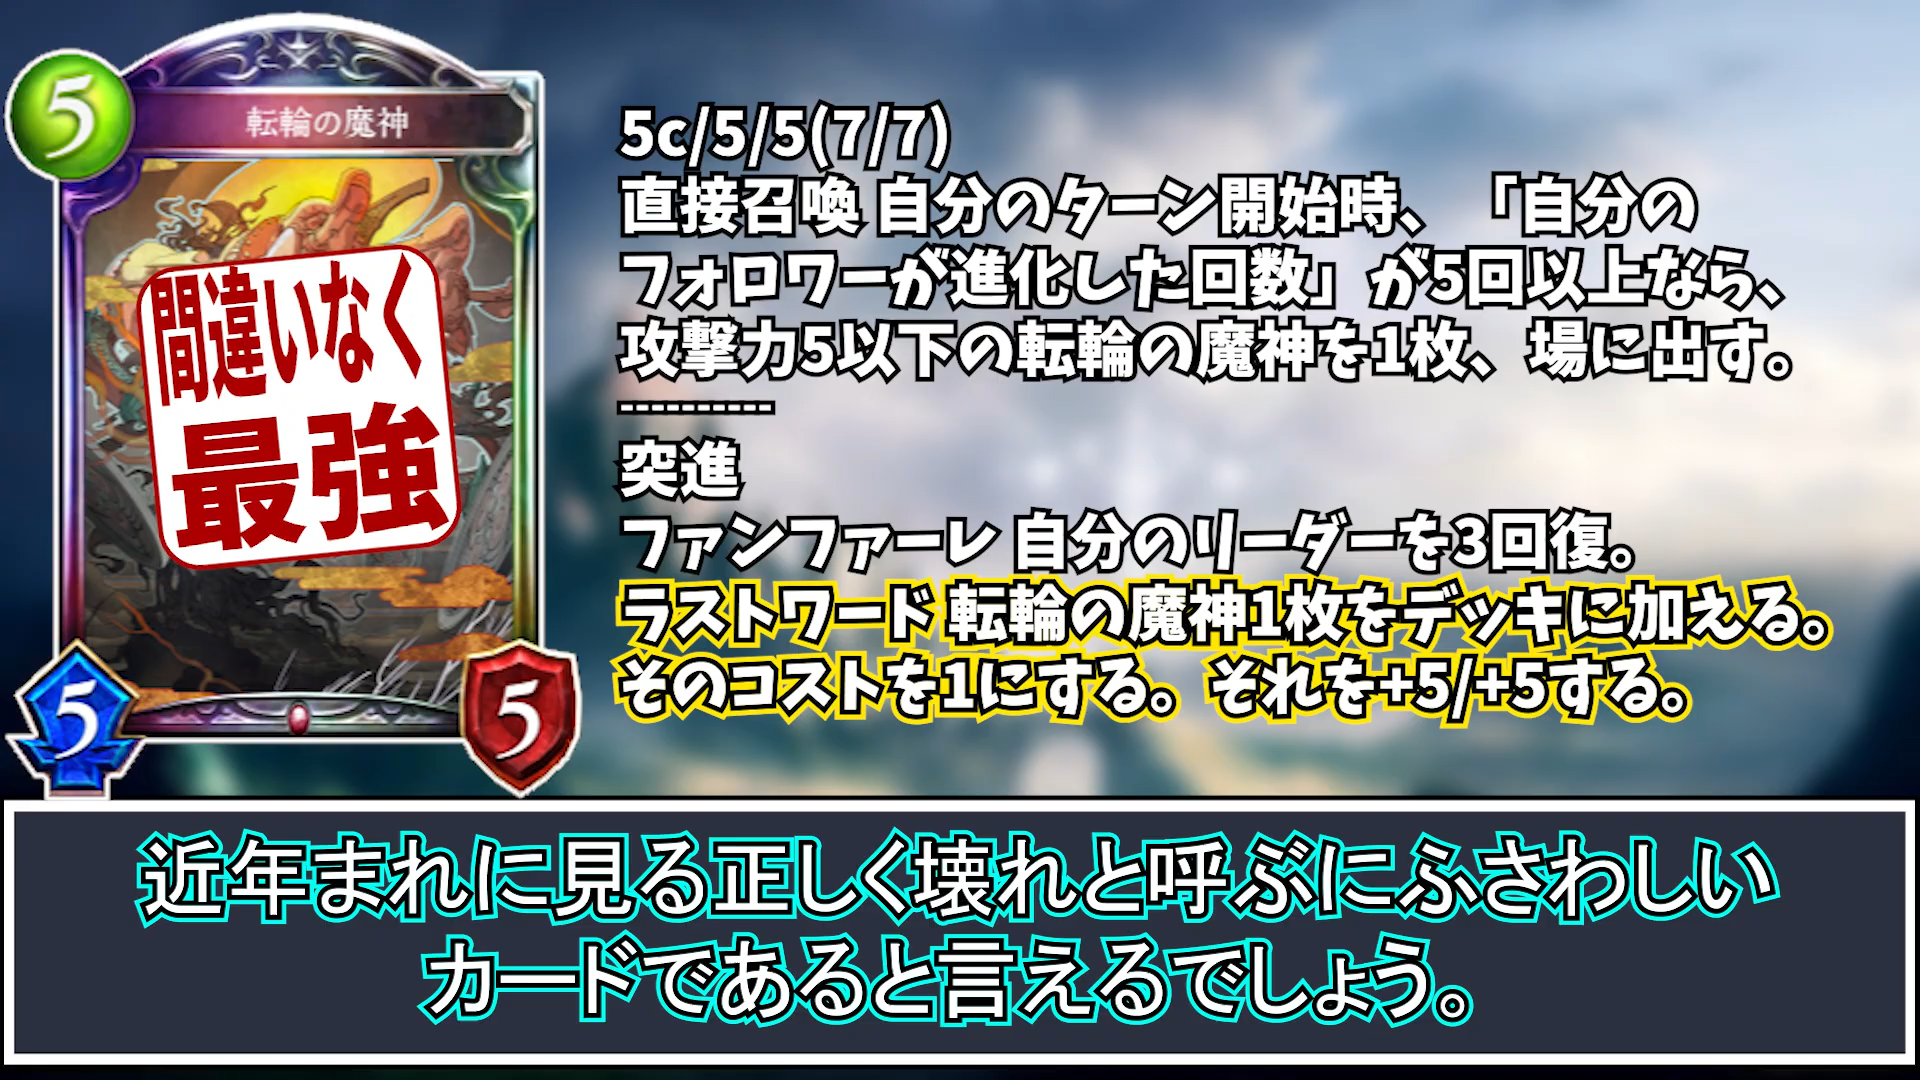 5
転輪の魔神
間違いなく
最強
5
5
5c/5/5(7/7)
直接召喚 自分のターン開始時、「自分の
フォロワーが進化した回数」が5回以上なら、
攻撃力5以下の転輪の魔神を1枚、場に出す。
----------
突進
ファンファーレ 自分のリーダーを3回復。
ラストワード 転輪の魔神1枚をデッキに加える。
そのコストを1にする。それを+5/+5する。
近年まれに見る正しく壊れと呼ぶにふさわしい
カードであると言えるでしょう。